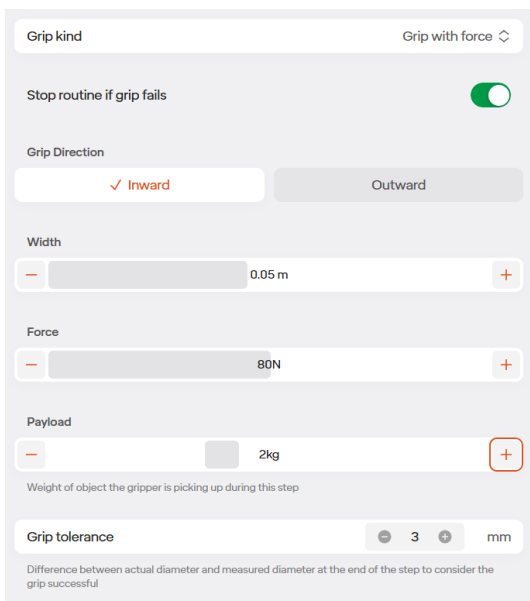 Grip kind
Grip with force
Stop routine if grip fails
Grip Direction
Inward
Outward
Width
0.05 m
Force
80N
Payload
2kg
Weight of object the gripper is picking up during this step
Grip tolerance
3
mm
Difference between actual diameter and measured diameter at the end of the step to consider the
grip successful